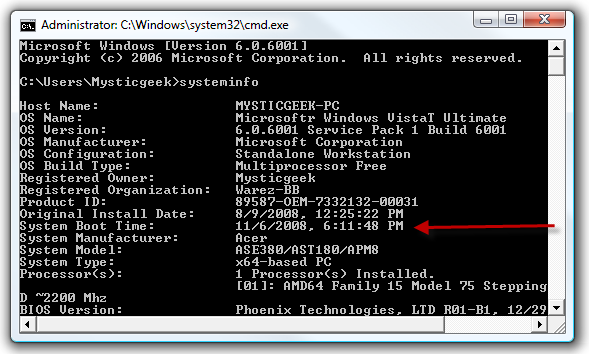 Administrator: C:\Windows\system32\cmd.exe
Microsoft Windows [Version 6.0.6001]
Copyright (c) 2006 Microsoft Corporation.  All rights reserved.
C:\Users\Mysticgeek>systeminfo
Host Name:                 MYSTICGEEK-PC
OS Name:                   Microsoftr Windows VistaT Ultimate
OS Version:                6.0.6001 Service Pack 1 Build 6001
OS Manufacturer:           Microsoft Corporation
OS Configuration:          Standalone Workstation
OS Build Type:             Multiprocessor Free
Registered Owner:          Mysticgeek
Registered Organization:   Warez-BB
Product ID:                89587-OEM-7332132-00031
Original Install Date:     8/9/2008, 12:25:22 PM
System Boot Time:          11/6/2008, 6:11:48 PM
System Manufacturer:       Acer
System Model:              ASE380/AST180/APM8
System Type:               x64-based PC
Processor(s):              1 Processor(s) Installed.
                           [01]: AMD64 Family 15 Model 75 Stepping
D ~2200 Mhz
BIOS Version:              Phoenix Technologies, LTD R01-B1, 12/29